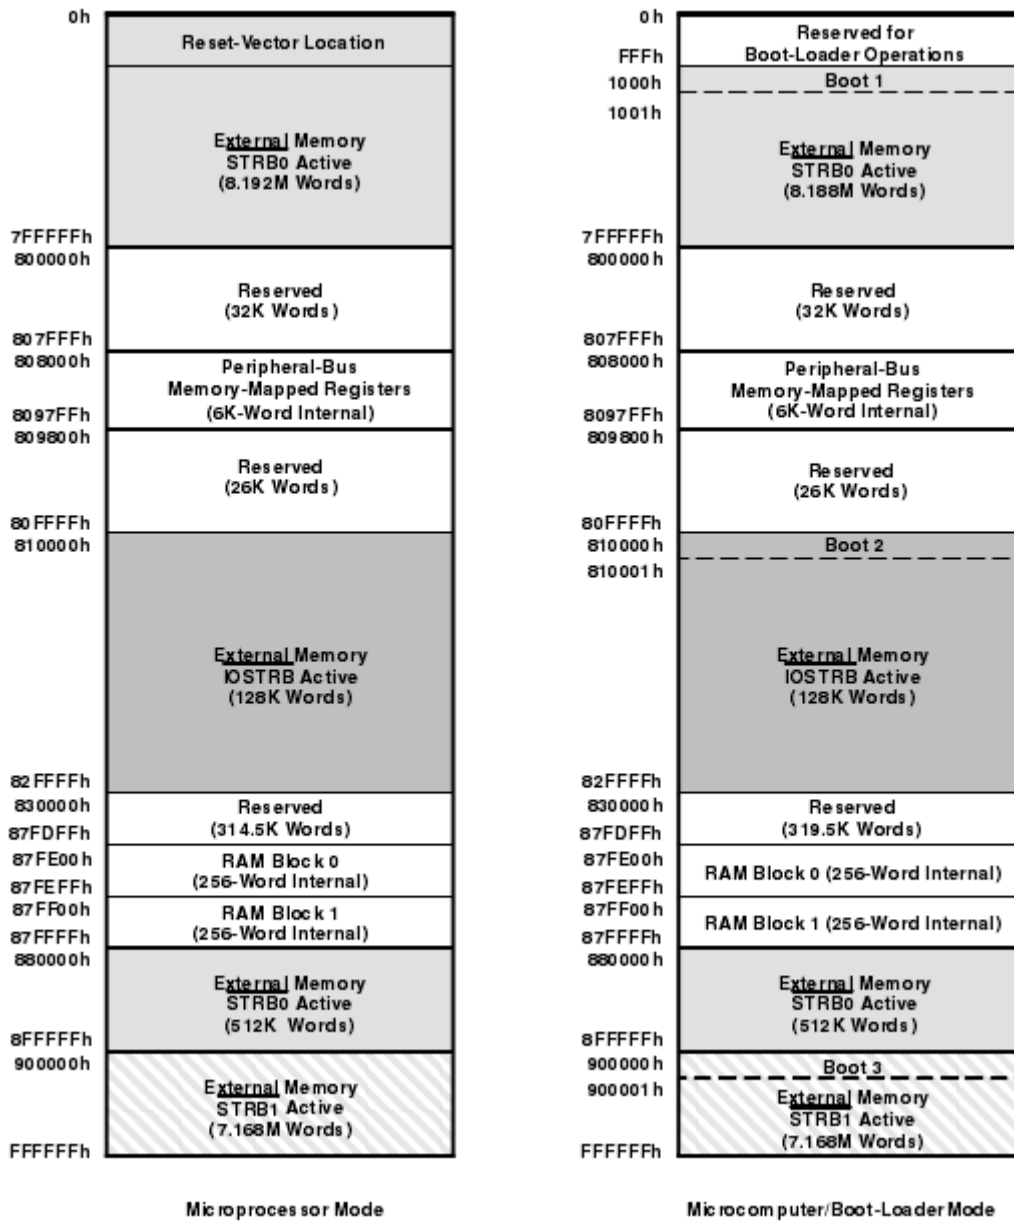 0h
Reset-Vector Location
External Memory
STRB0 Active
(8.192M Words)
7FFFFFh
800000h
Reserved
(32K Words)
807FFFh
808000h
Peripheral-Bus
Memory-Mapped Registers
(6K-Word Internal)
8097FFh
809800h
Reserved
(26K Words)
80FFFFh
810000h
External Memory
IOSTRB Active
(128K Words)
82FFFFh
830000h
Reserved
(314.5K Words)
87FDFFh
87FE00h
RAM Block 0
(256-Word Internal)
87FEFFh
87FF00h
RAM Block 1
(256-Word Internal)
87FFFFh
880000h
External Memory
STRB0 Active
(512K Words)
8FFFFFh
900000h
External Memory
STRB1 Active
(7.168M Words)
FFFFFFh
Microprocessor Mode
0h
Reserved for
Boot-Loader Operations
FFFh
1000h
Boot 1
1001h
External Memory
STRB0 Active
(8.188M Words)
7FFFFFh
800000h
Reserved
(32K Words)
807FFFh
808000h
Peripheral-Bus
Memory-Mapped Registers
(6K-Word Internal)
8097FFh
809800h
Reserved
(26K Words)
80FFFFh
810000h
Boot 2
810001h
External Memory
IOSTRB Active
(128K Words)
82FFFFh
830000h
Reserved
(319.5K Words)
87FDFFh
87FE00h
RAM Block 0 (256-Word Internal)
87FEFFh
87FF00h
RAM Block 1 (256-Word Internal)
87FFFFh
880000h
External Memory
STRB0 Active
(512K Words)
8FFFFFh
900000h
Boot 3
900001h
External Memory
STRB1 Active
(7.168M Words)
FFFFFFh
Microcomputer/Boot-Loader Mode